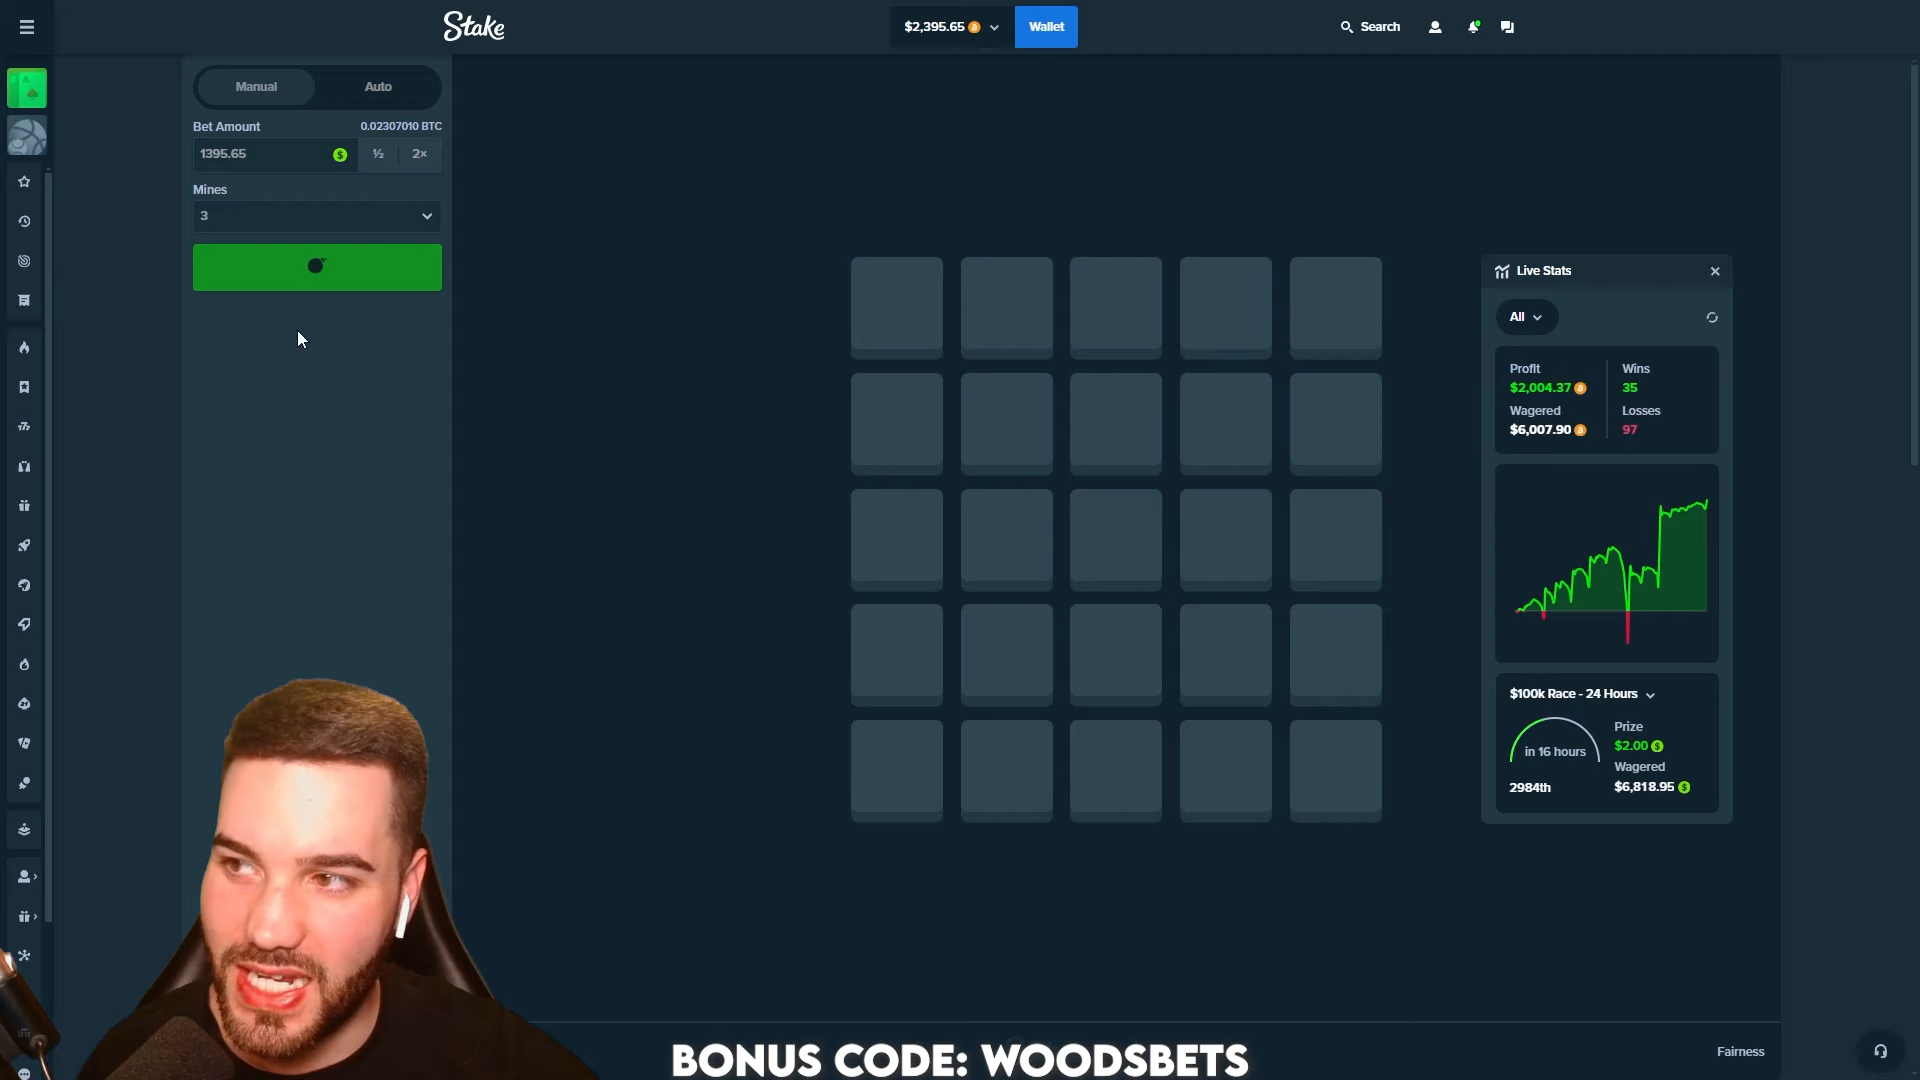 Stake
$2,395.65
Wallet
Search
Manual
Auto
Bet Amount
0.02307010 BTC
1395.65
½
2×
Mines
3
Live Stats
All
Profit
$2,004.37
Wins
35
Wagered
$6,007.90
Losses
97
$100k Race - 24 Hours
in 16 hours
2984th
Prize
$2.00
Wagered
$6,818.95
Fairness
BONUS CODE: WOODSBETS